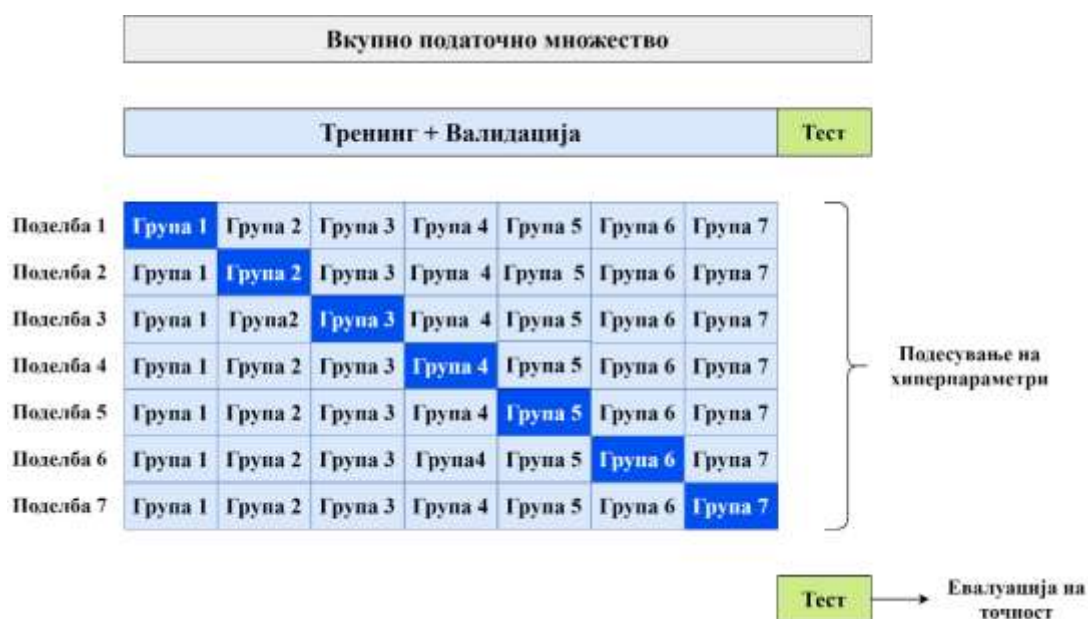 Вкупно податочно множество
Тренинг + Валидација Тест
Поделба 1 Група 1 Група 2 Група 3 Група 4 Група 5 Група 6 Група 7
Поделба 2 Група 1 Група 2 Група 3 Група 4 Група 5 Група 6 Група 7
Поделба 3 Група 1 Група2 Група 3 Група 4 Група 5 Група 6 Група 7
Поделба 4 Група 1 Група 2 Група 3 Група 4 Група 5 Група 6 Група 7
Поделба 5 Група 1 Група 2 Група 3 Група 4 Група 5 Група 6 Група 7
Поделба 6 Група 1 Група 2 Група 3 Група4 Група 5 Група 6 Група 7
Поделба 7 Група 1 Група 2 Група 3 Група 4 Група 5 Група 6 Група 7
Подесување на
хиперпараметри
Тест
Евалуација на
точност